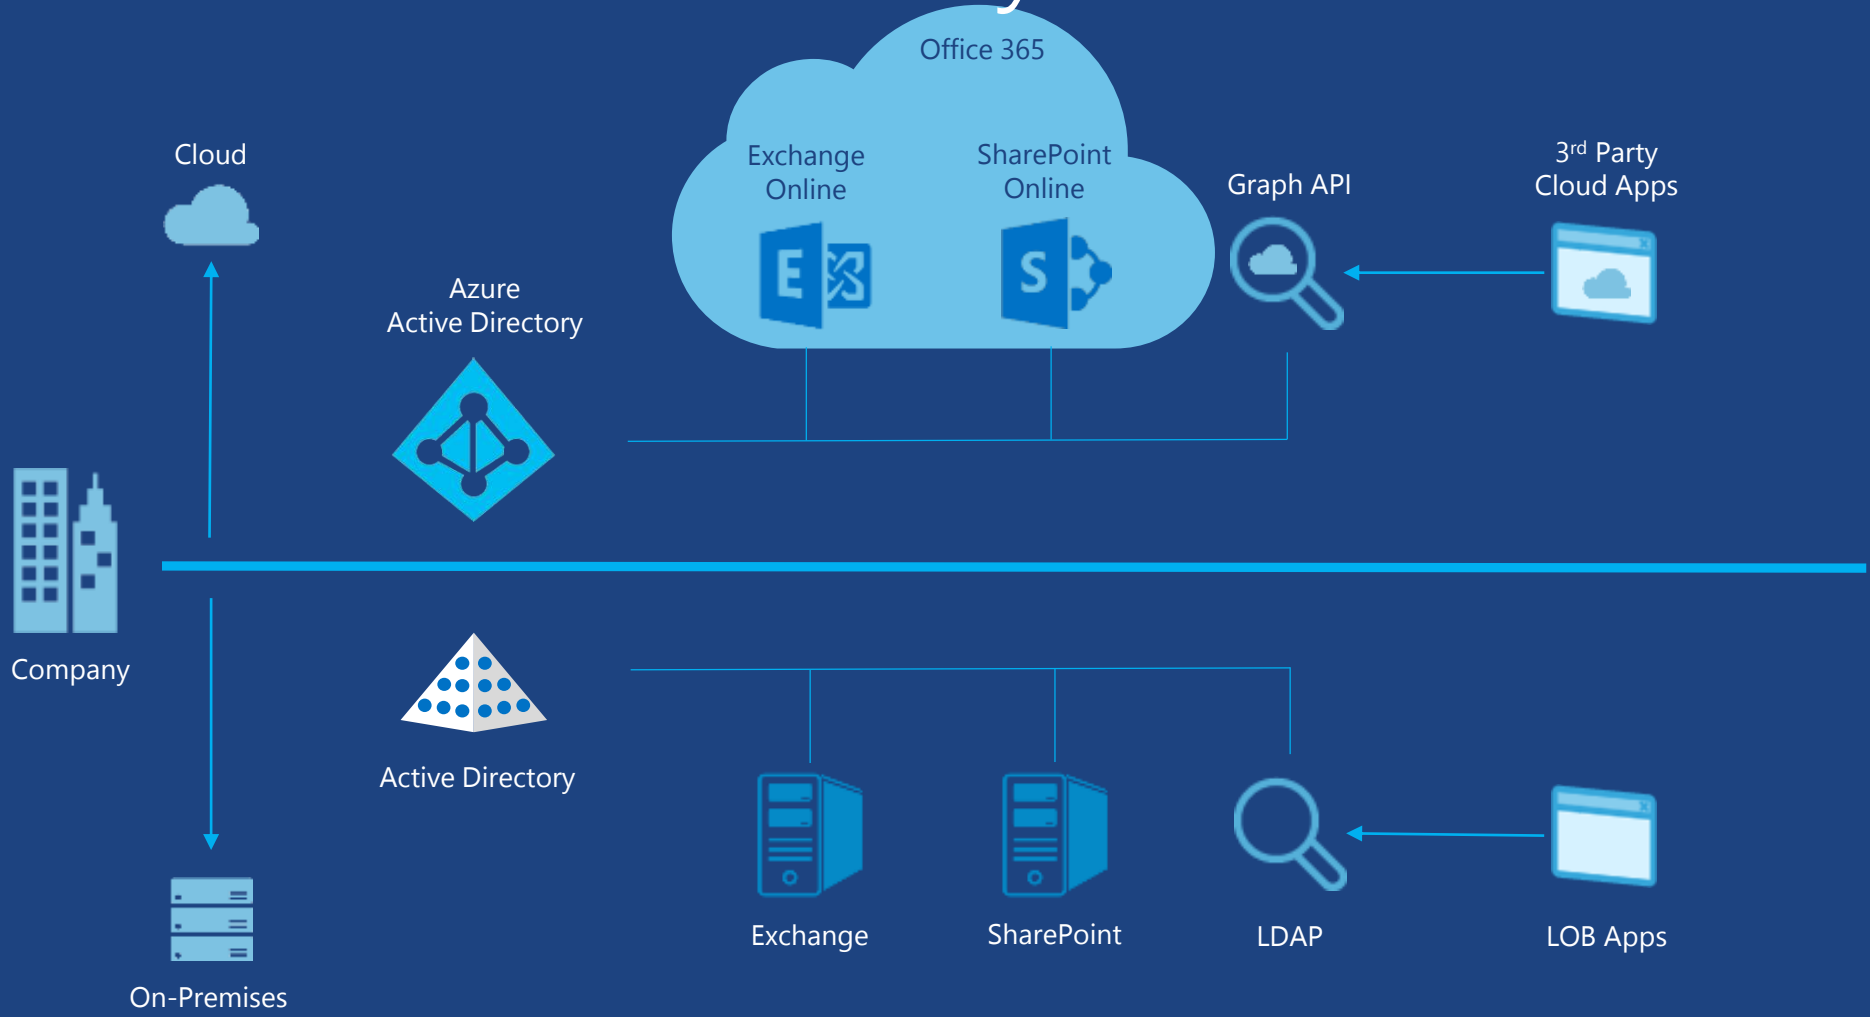 Office 365
Cloud
Exchange
Online
SharePoint
Online
Graph API
3rd Party
Cloud Apps
E
S
Azure
Active Directory
Company
Active Directory
Exchange
SharePoint
LDAP
LOB Apps
On-Premises